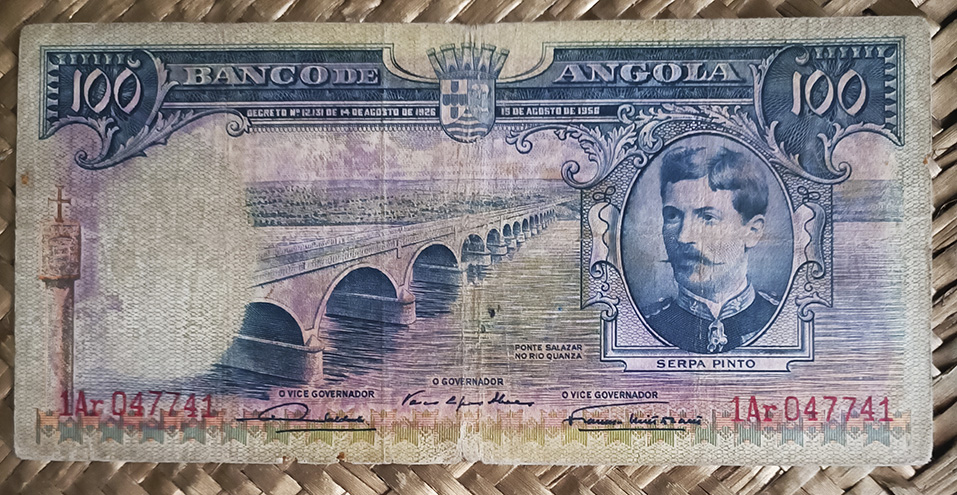 100 BANCO DE ANGOLA 100
DECRETO Nº 12.131 DE 14 DE AGOSTO DE 1926 15 DE AGOSTO DE 1956
PONTE SALAZAR
NO RIO QUANZA
SERPA PINTO
O VICE GOVERNADOR O GOVERNADOR O VICE GOVERNADOR
1Ar 047741 1Ar 047741